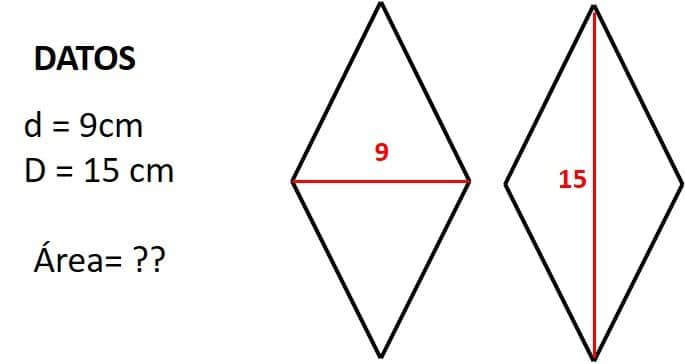 DATOS
d = 9cm
D = 15 cm
Área= ??
9
15